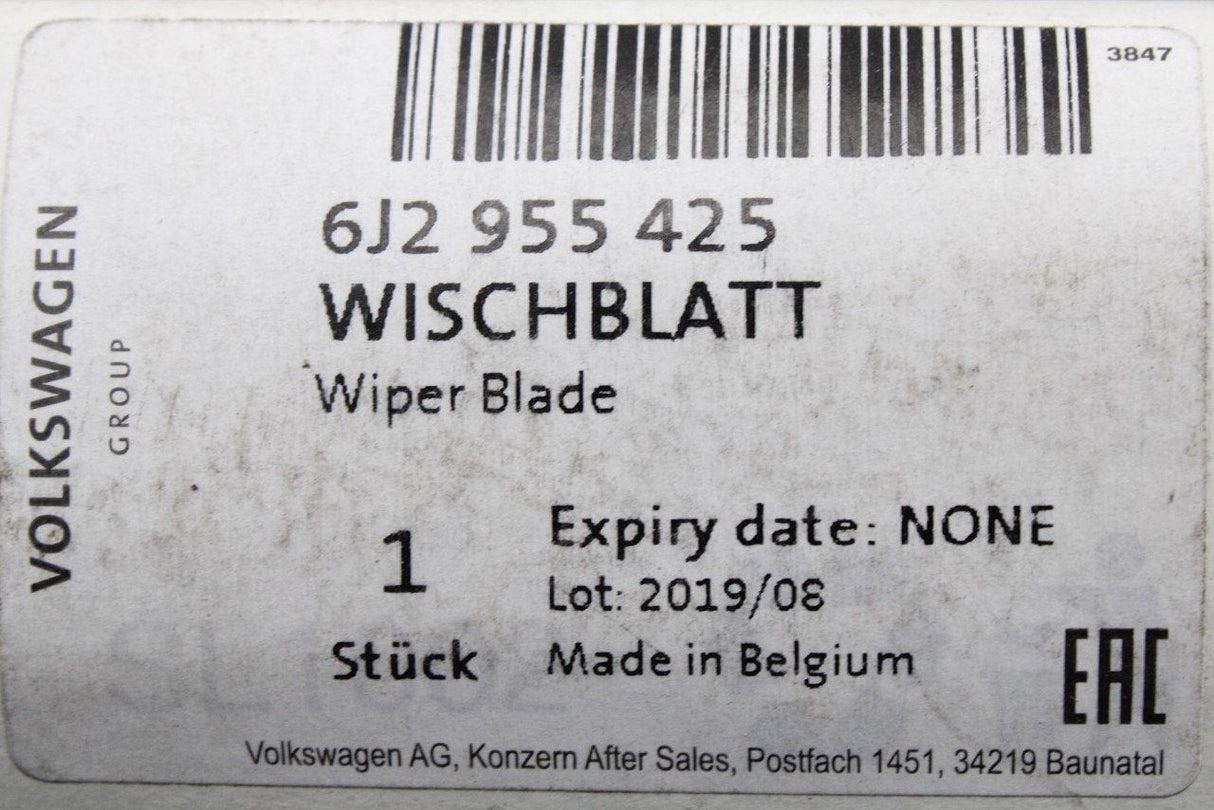 3847
6J2 955 425
WISCHBLATT
Wiper Blade
VOLKSWAGEN
GROUP
1
Stück
Expiry date: NONE
Lot: 2019/08
Made in Belgium
EAC
Volkswagen AG, Konzern After Sales, Postfach 1451, 34219 Baunatal